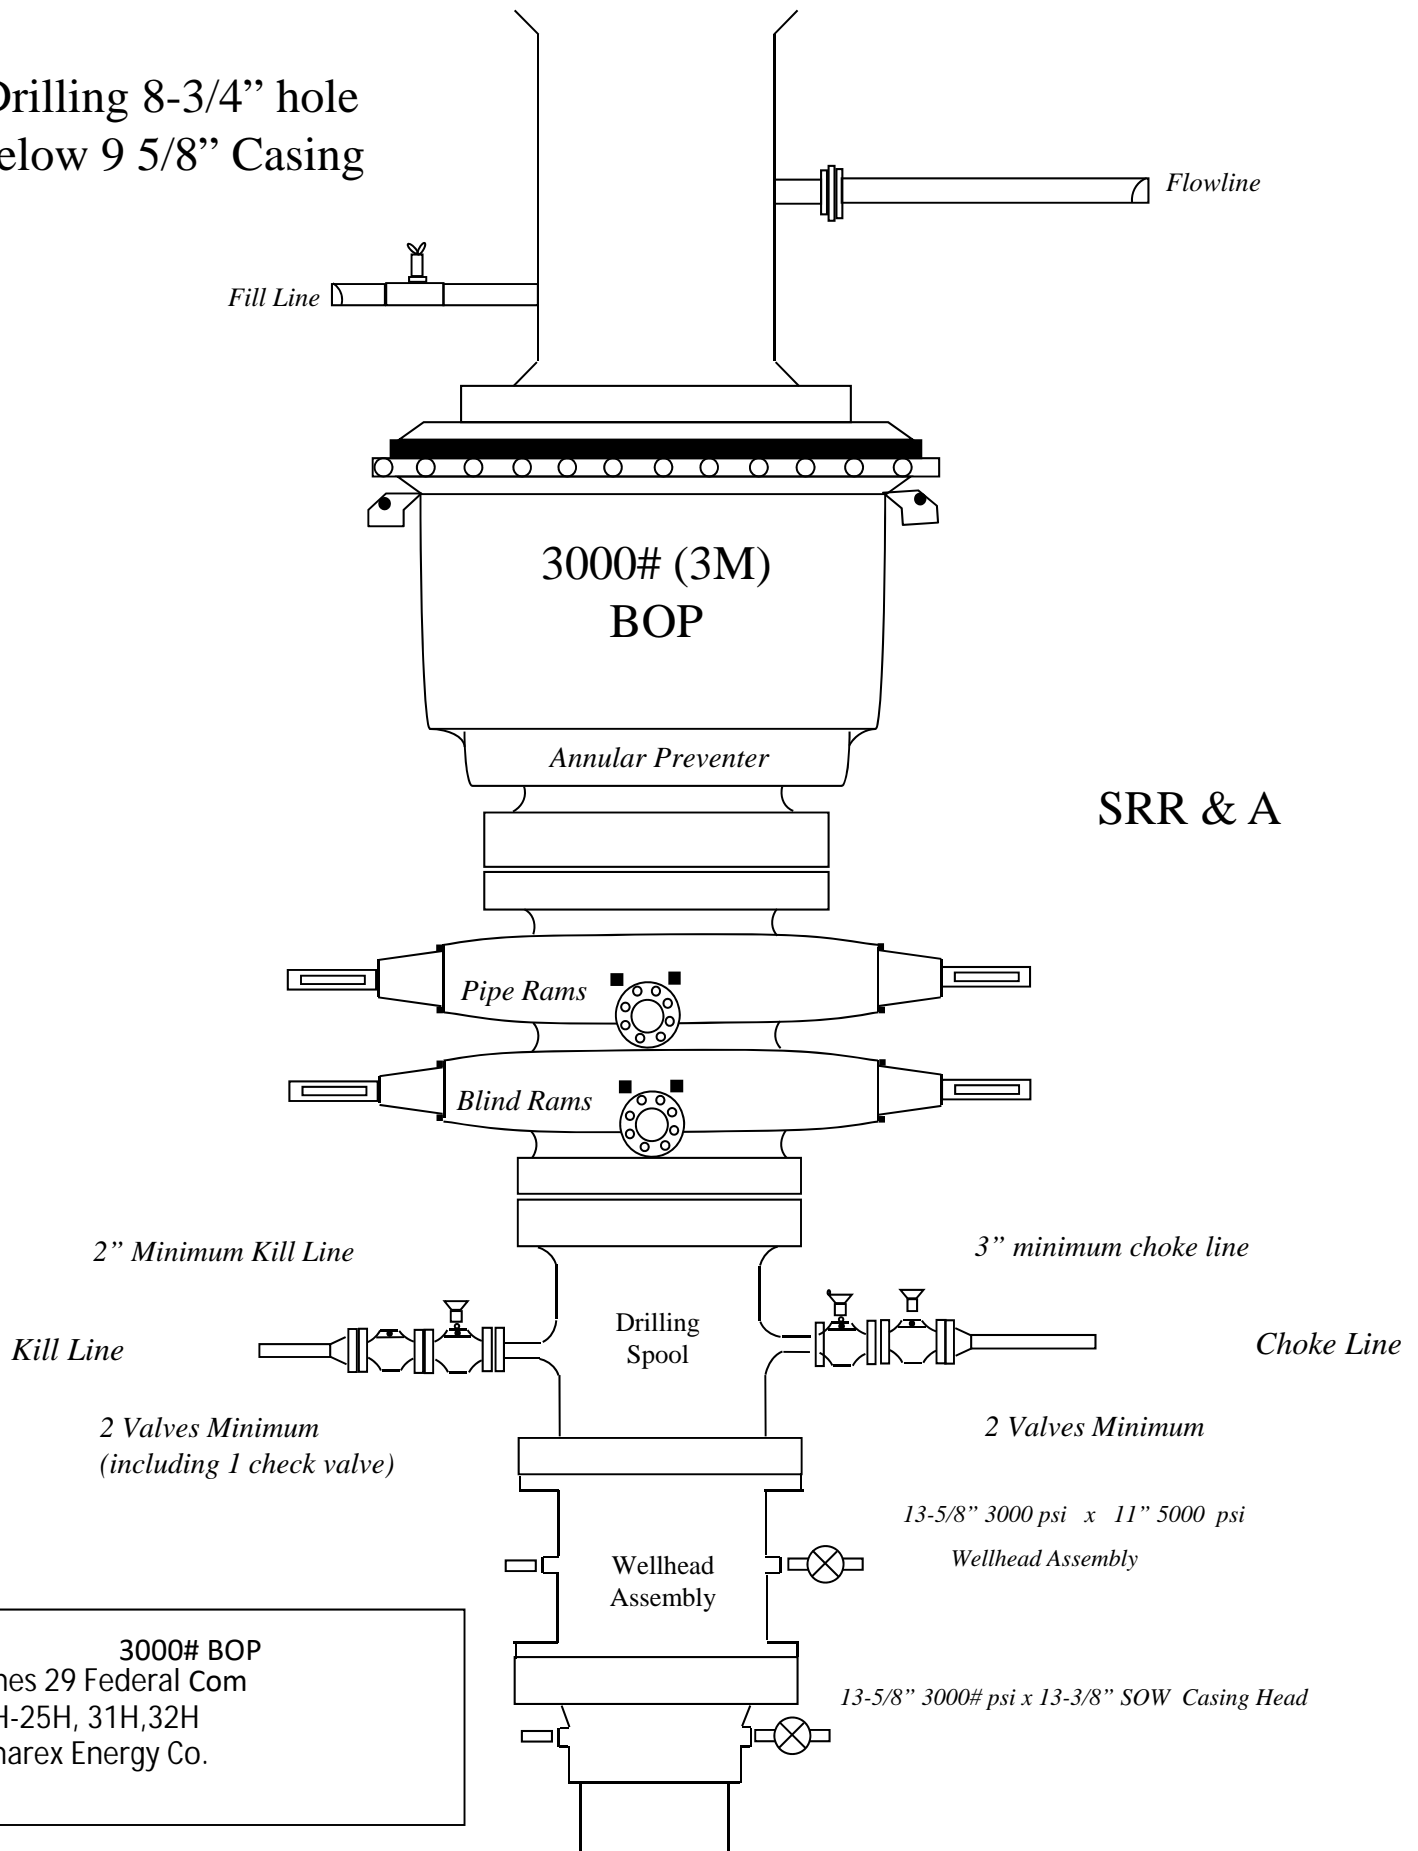 Drilling 8-3/4” hole
elow 9 5/8” Casing
Flowline
Fill Line
3000# (3M)
BOP
Annular Preventer
SRR & A
Pipe Rams
Blind Rams
2” Minimum Kill Line
3” minimum choke line
Drilling
Spool
Kill Line
Choke Line
2 Valves Minimum
(including 1 check valve)
2 Valves Minimum
13-5/8” 3000 psi x 11” 5000 psi
Wellhead Assembly
Wellhead
Assembly
3000# BOP
nes 29 Federal Com
H-25H, 31H,32H
narex Energy Co.
13-5/8” 3000# psi x 13-3/8” SOW Casing Head